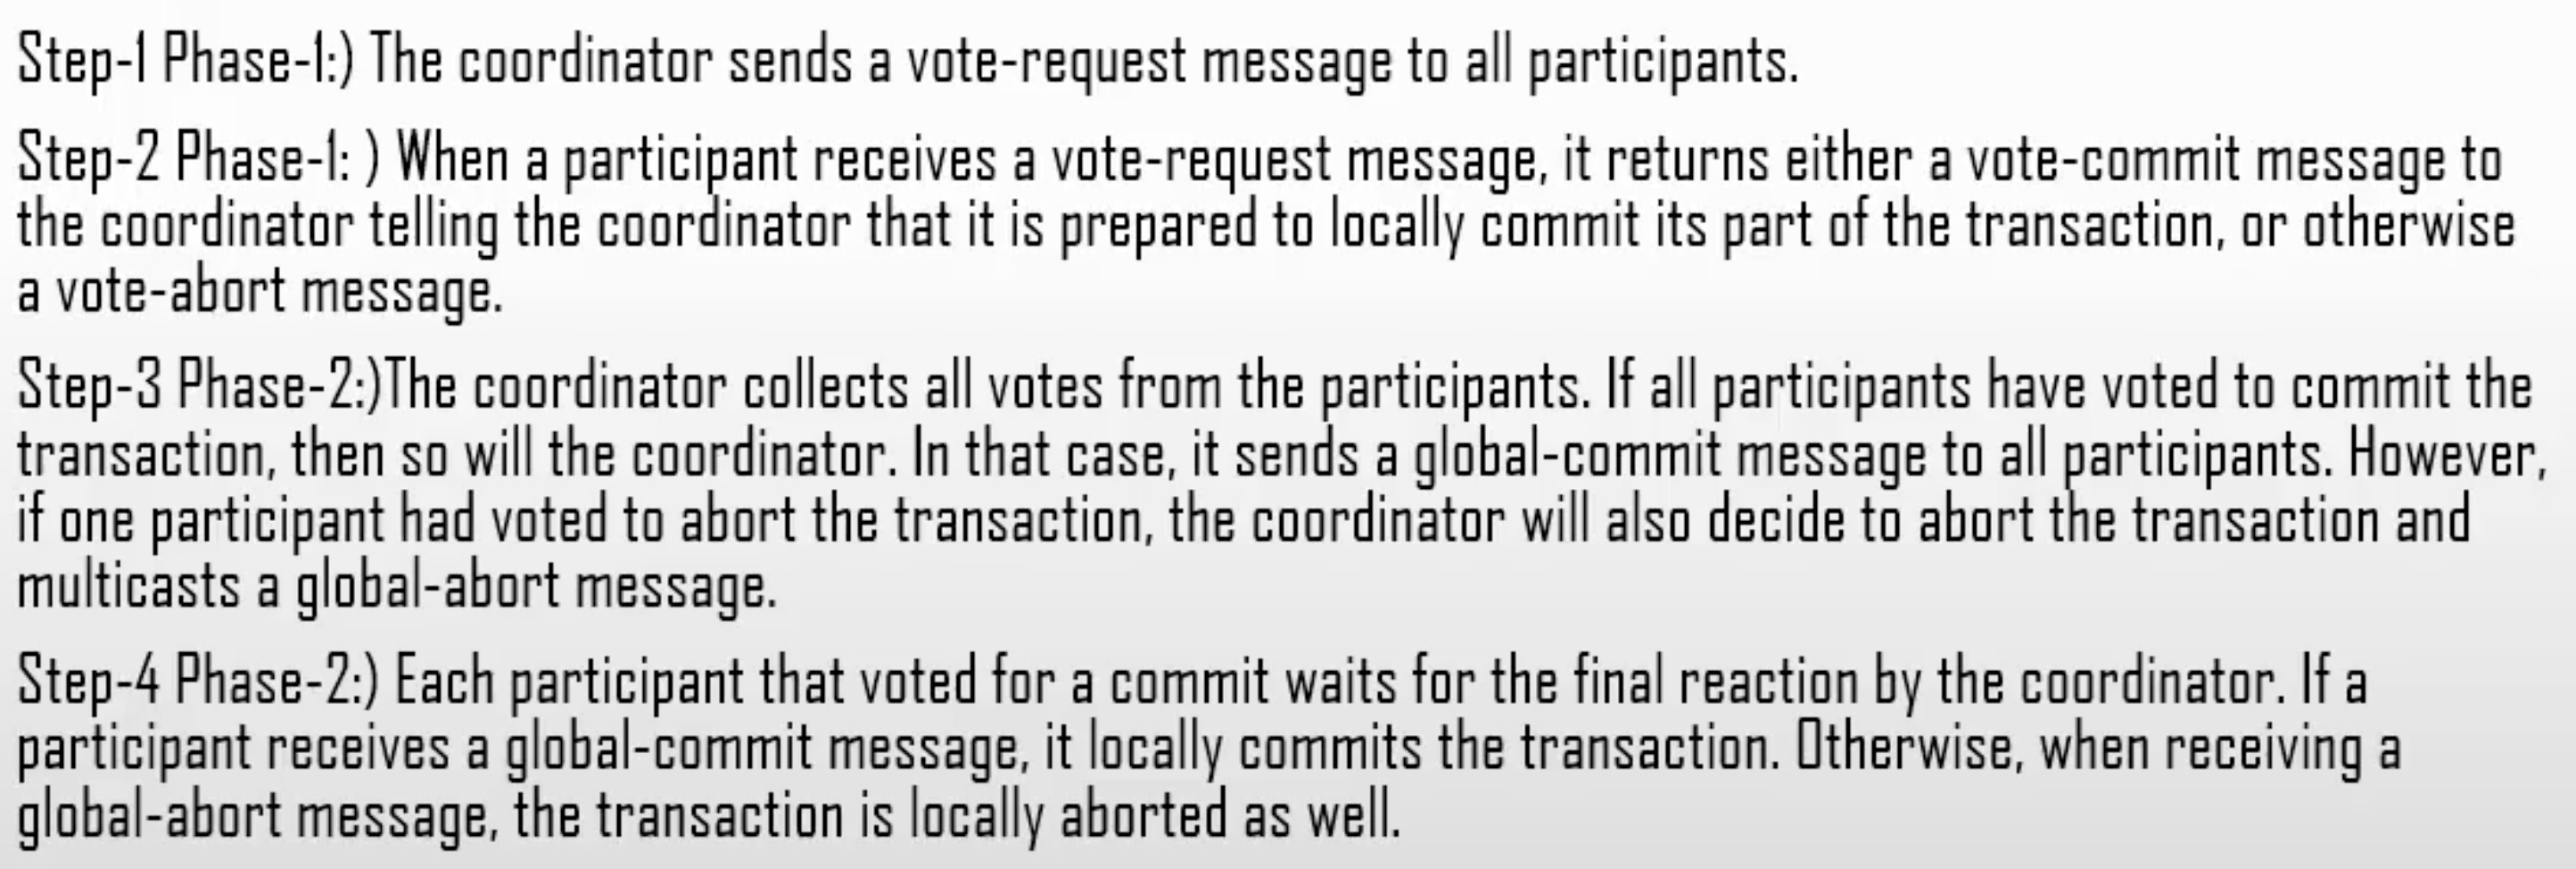 Step-1 Phase-1:) The coordinator sends a vote-request message to all participants.
Step-2 Phase-1: ) When a participant receives a vote-request message, it returns either a vote-commit message to
the coordinator telling the coordinator that it is prepared to locally commit its part of the transaction, or otherwise
a vote-abort message.
Step-3 Phase-2:)The coordinator collects all votes from the participants. If all participants have voted to commit the
transaction, then so will the coordinator. In that case, it sends a global-commit message to all participants. However,
if one participant had voted to abort the transaction, the coordinator will also decide to abort the transaction and
multicasts a global-abort message.
Step-4 Phase-2:) Each participant that voted for a commit waits for the final reaction by the coordinator. If a
participant receives a global-commit message, it locally commits the transaction. Otherwise, when receiving a
global-abort message, the transaction is locally aborted as well.